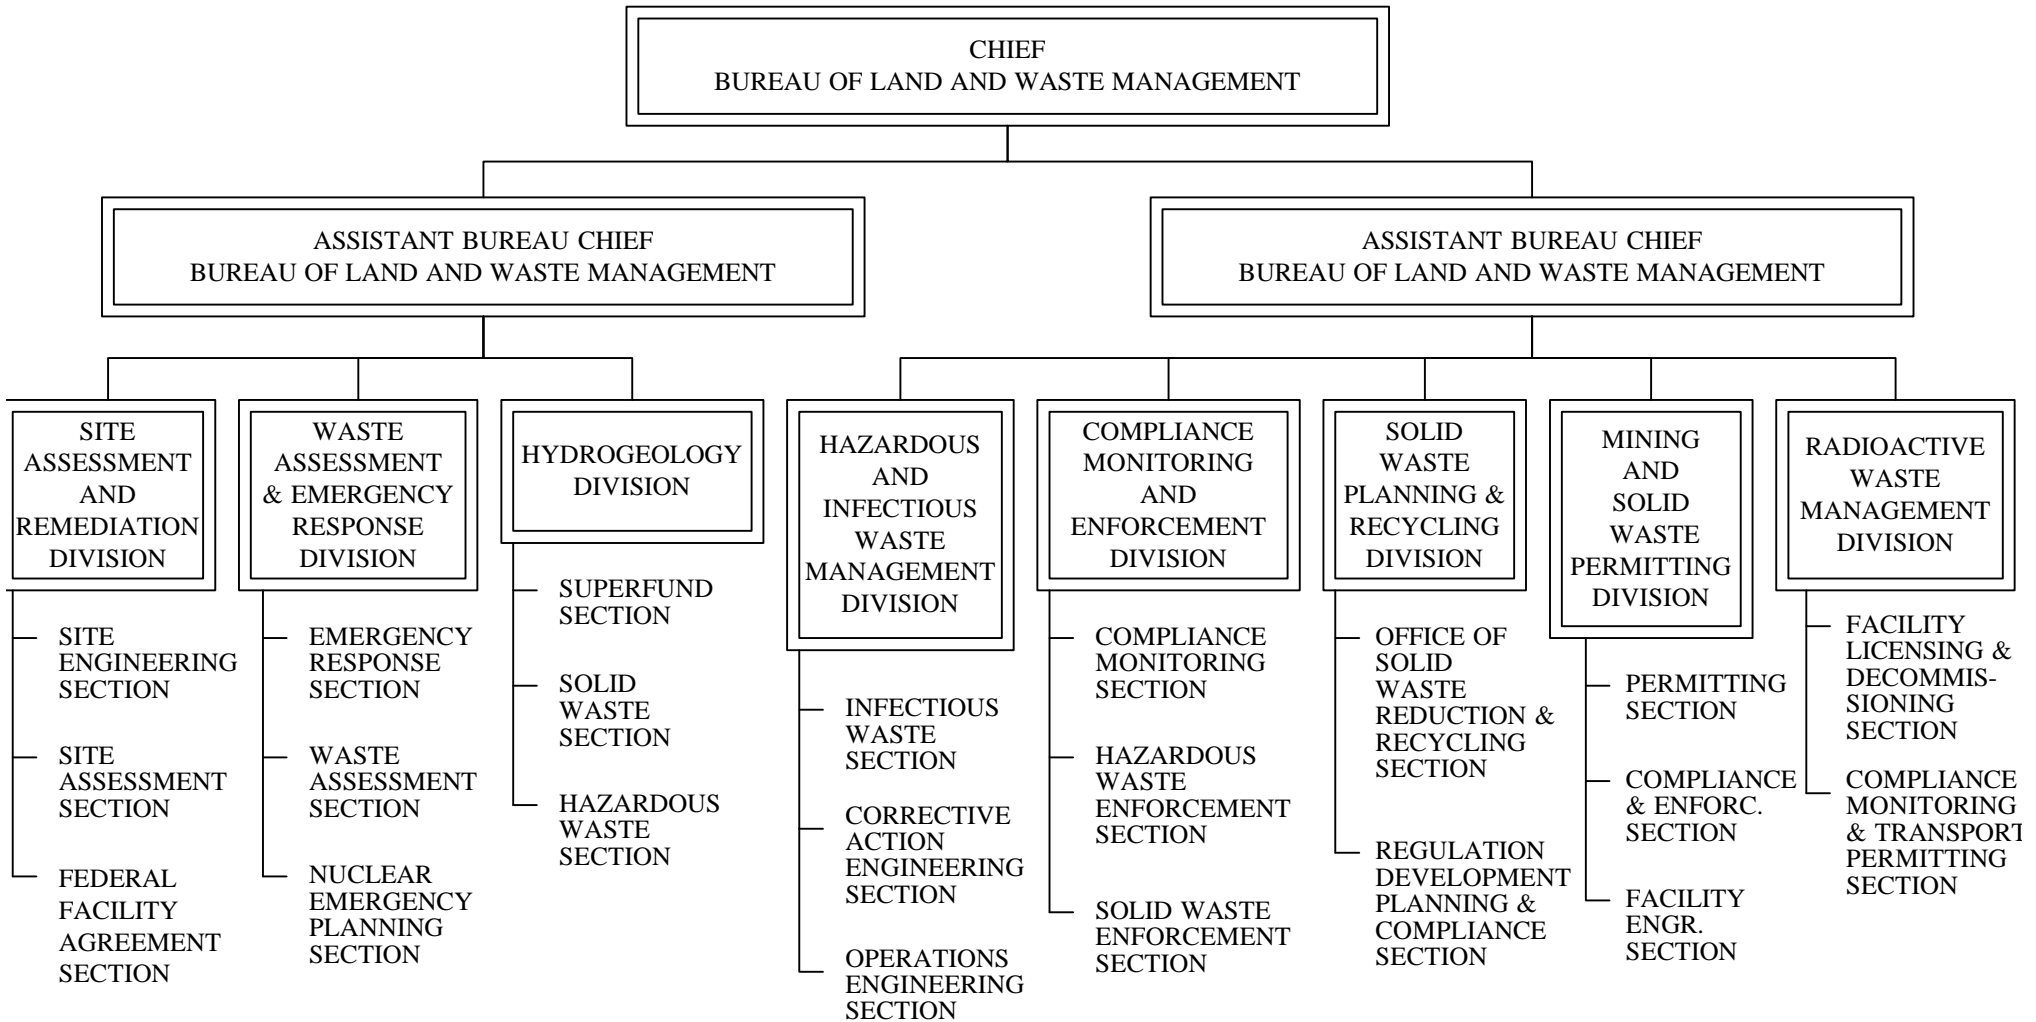 CHIEF
BUREAU OF LAND AND WASTE MANAGEMENT
ASSISTANT BUREAU CHIEF
BUREAU OF LAND AND WASTE MANAGEMENT
ASSISTANT BUREAU CHIEF
BUREAU OF LAND AND WASTE MANAGEMENT
SITE
ASSESSMENT
AND
REMEDIATION
DIVISION
SITE
ENGINEERING
SECTION
SITE
ASSESSMENT
SECTION
FEDERAL
FACILITY
AGREEMENT
SECTION
WASTE
ASSESSMENT
& EMERGENCY
RESPONSE
DIVISION
EMERGENCY
RESPONSE
SECTION
WASTE
ASSESSMENT
SECTION
NUCLEAR
EMERGENCY
PLANNING
SECTION
HYDROGEOLOGY
DIVISION
SUPERFUND
SECTION
SOLID
WASTE
SECTION
HAZARDOUS
WASTE
SECTION
HAZARDOUS
AND
INFECTIOUS
WASTE
MANAGEMENT
DIVISION
INFECTIOUS
WASTE
SECTION
CORRECTIVE
ACTION
ENGINEERING
SECTION
OPERATIONS
ENGINEERING
SECTION
COMPLIANCE
MONITORING
AND
ENFORCEMENT
DIVISION
COMPLIANCE
MONITORING
SECTION
HAZARDOUS
WASTE
ENFORCEMENT
SECTION
SOLID WASTE
ENFORCEMENT
SECTION
SOLID
WASTE
PLANNING &
RECYCLING
DIVISION
OFFICE OF
SOLID
WASTE
REDUCTION &
RECYCLING
SECTION
REGULATION
DEVELOPMENT
PLANNING &
COMPLIANCE
SECTION
MINING
AND
SOLID
WASTE
PERMITTING
DIVISION
PERMITTING
SECTION
COMPLIANCE
& ENFORC.
SECTION
FACILITY
ENGR.
SECTION
RADIOACTIVE
WASTE
MANAGEMENT
DIVISION
FACILITY
LICENSING &
DECOMMIS-
SIONING
SECTION
COMPLIANCE
MONITORING
& TRANSPORT
PERMITTING
SECTION